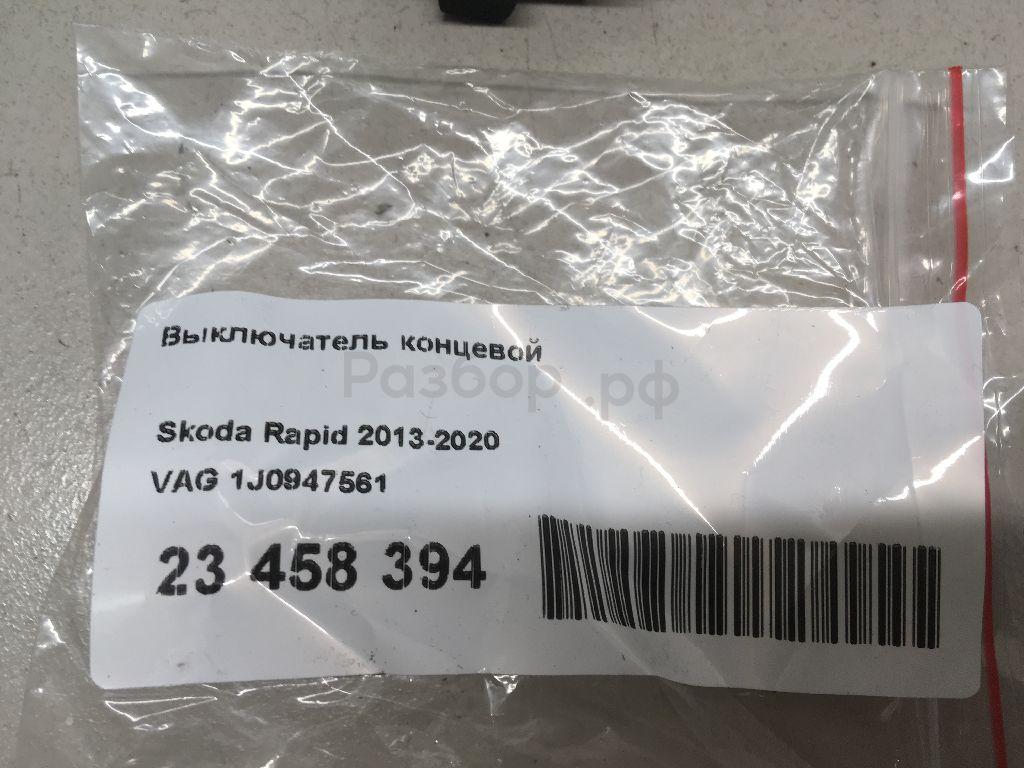 Выключатель концевой
Разбор.рф
Skoda Rapid 2013-2020
VAG 1J0947561
23 458 394